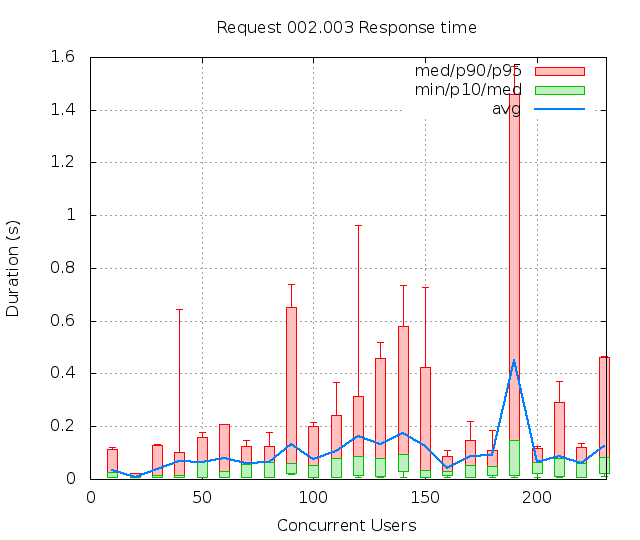 Request 002.003 Response time
med/p90/p95
min/p10/med
avg
Duration (s)
1.6
1.4
1.2
1
0.8
0.6
0.4
0.2
0
0 50 100 150 200
Concurrent Users